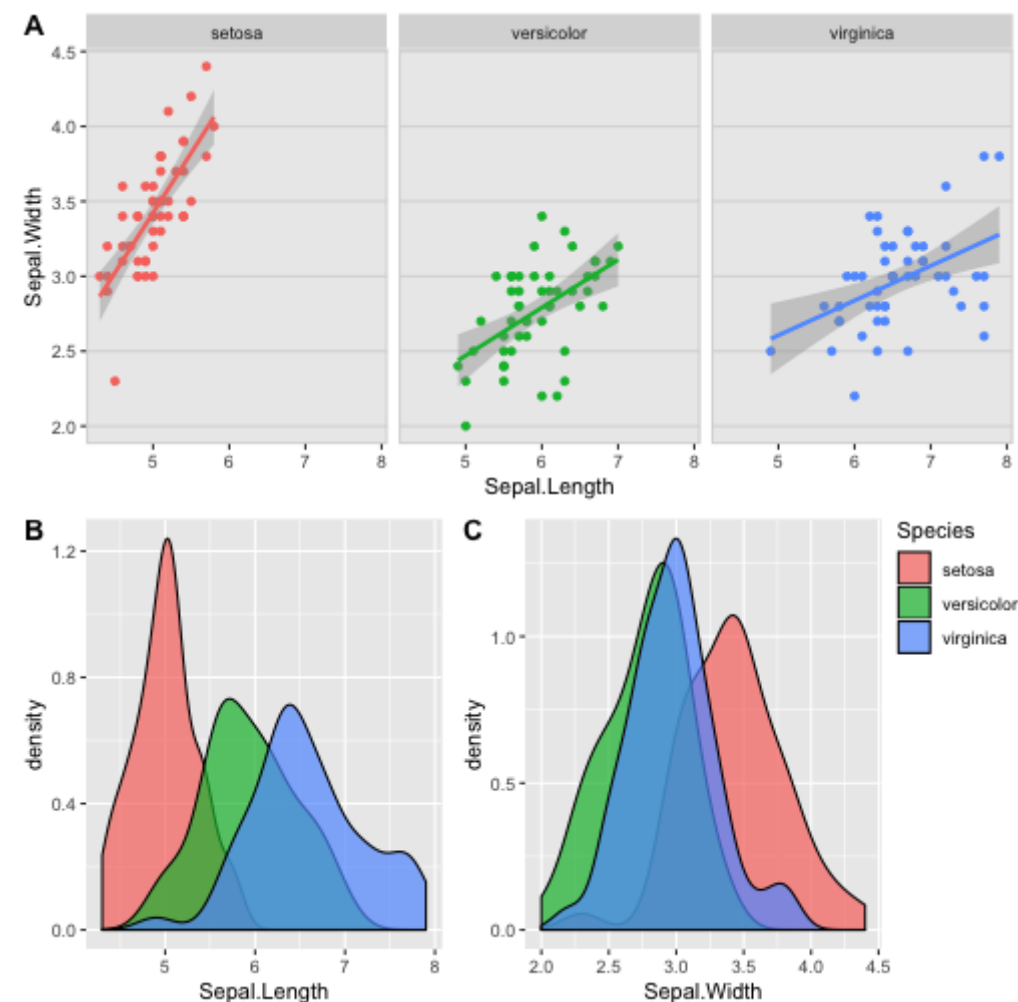 A
setosa
versicolor
virginica
Sepal.Width
4.5
4.0
3.5
3.0
2.5
2.0
5 6 7 8
5 6 7 8
5 6 7 8
Sepal.Length
B
density
1.2
0.8
0.4
0.0
5 6 7 8
Sepal.Length
C
density
1.0
0.5
0.0
2.0 2.5 3.0 3.5 4.0 4.5
Sepal.Width
Species
setosa
versicolor
virginica